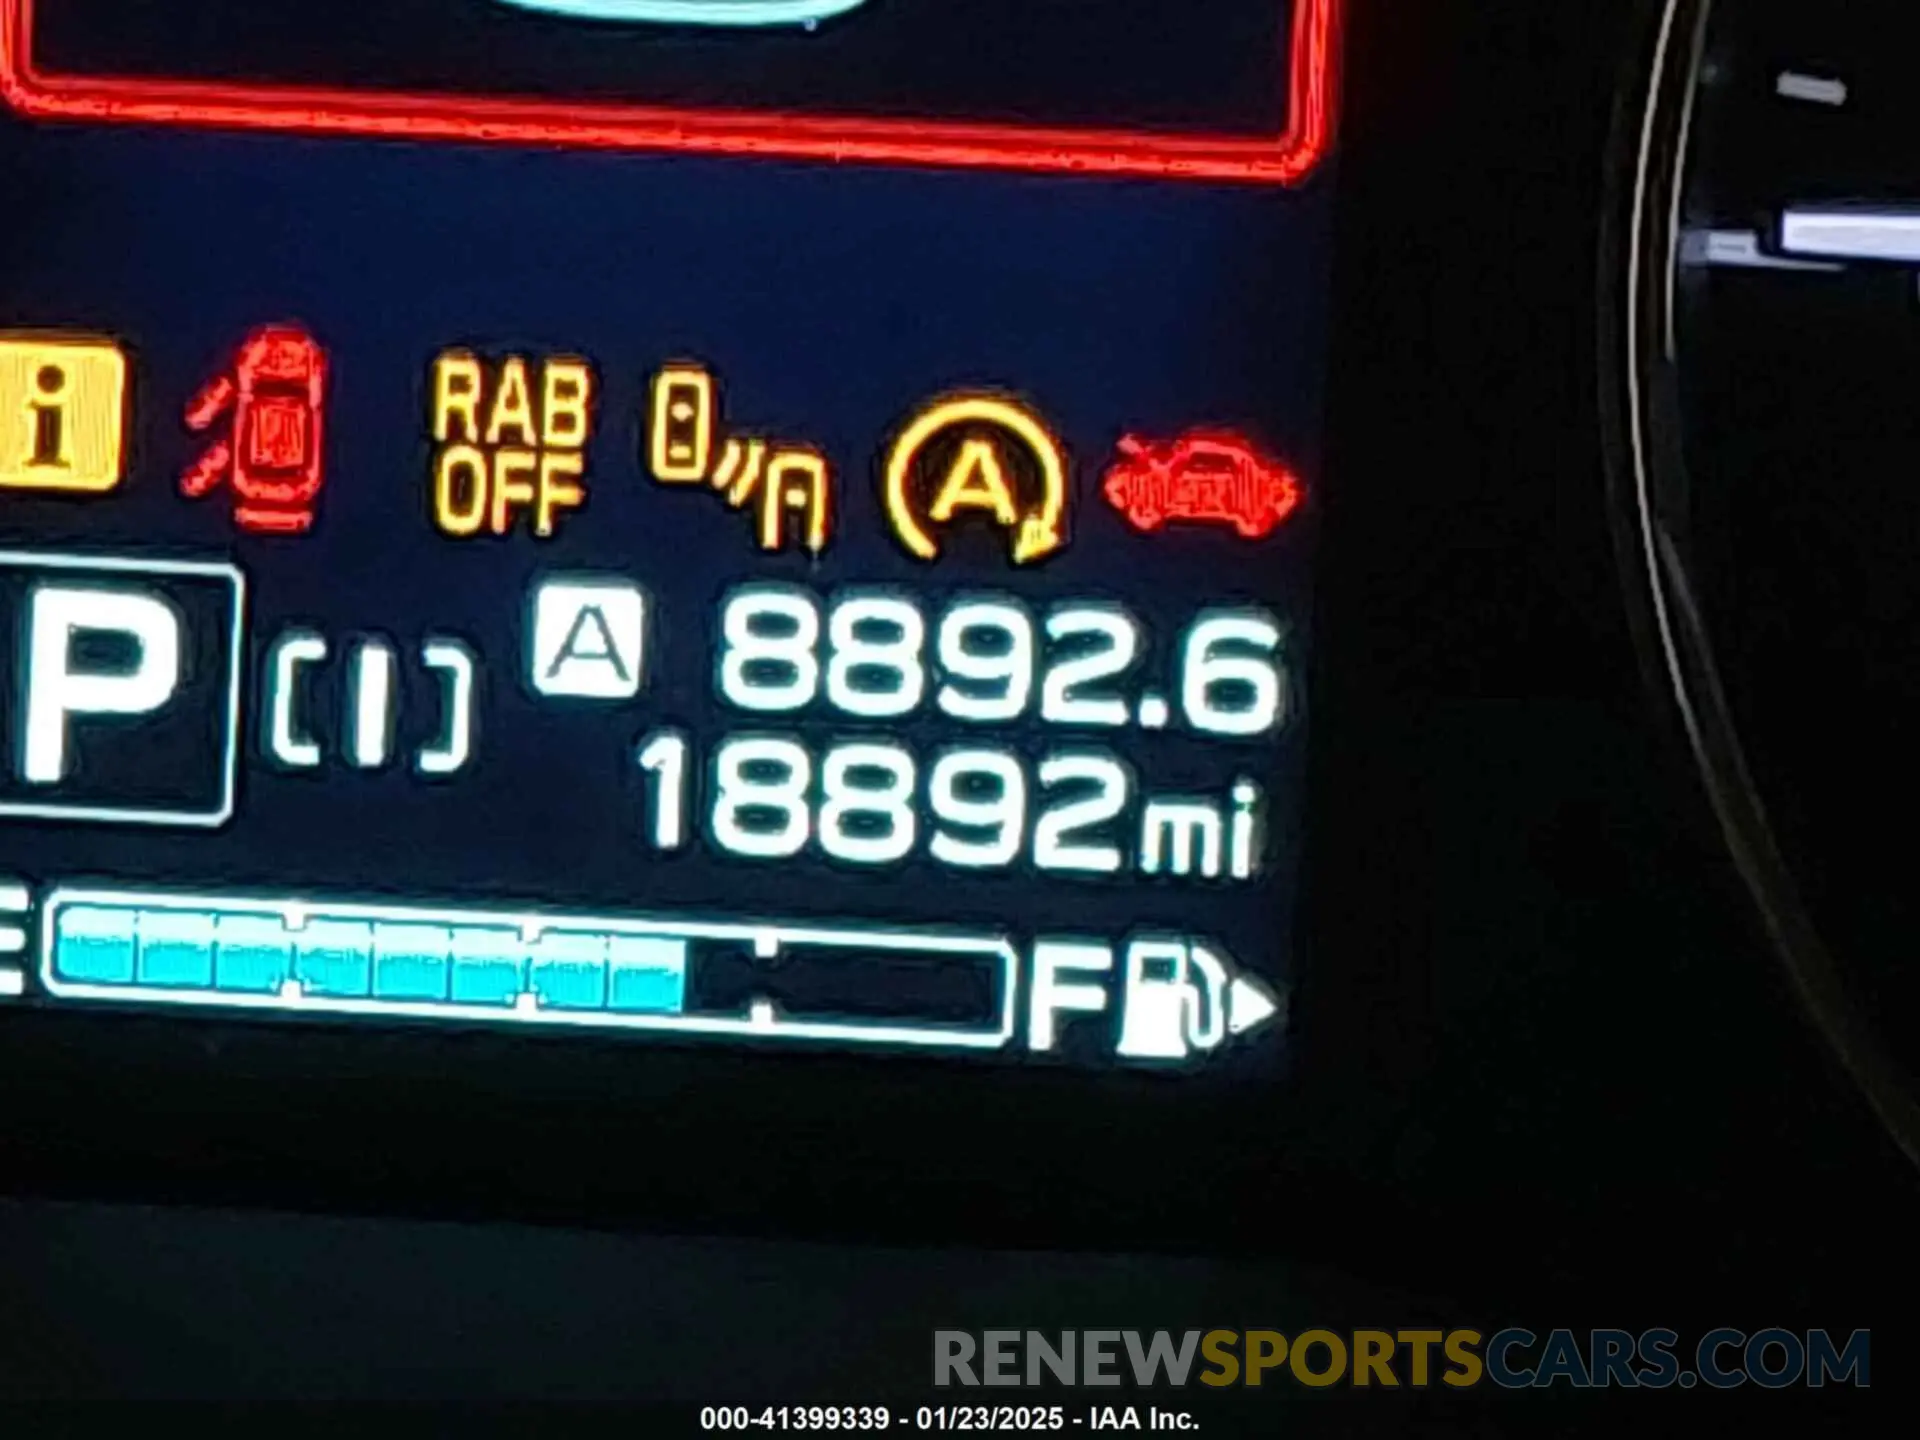 i
RAB
OFF
A
P
A 8892.6
18892mi
E F
RENEWSPORTSCARS.COM
000-41399339 - 01/23/2025 - IAA Inc.